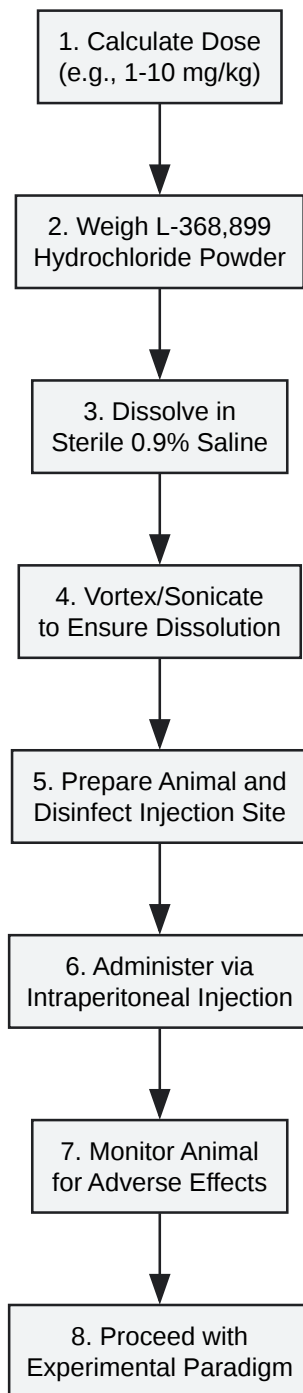 1. Calculate Dose
(e.g., 1-10 mg/kg)
2. Weigh L-368,899
Hydrochloride Powder
3. Dissolve in
Sterile 0.9% Saline
4. Vortex/Sonicate
to Ensure Dissolution
5. Prepare Animal and
Disinfect Injection Site
6. Administer via
Intraperitoneal Injection
7. Monitor Animal
for Adverse Effects
8. Proceed with
Experimental Paradigm